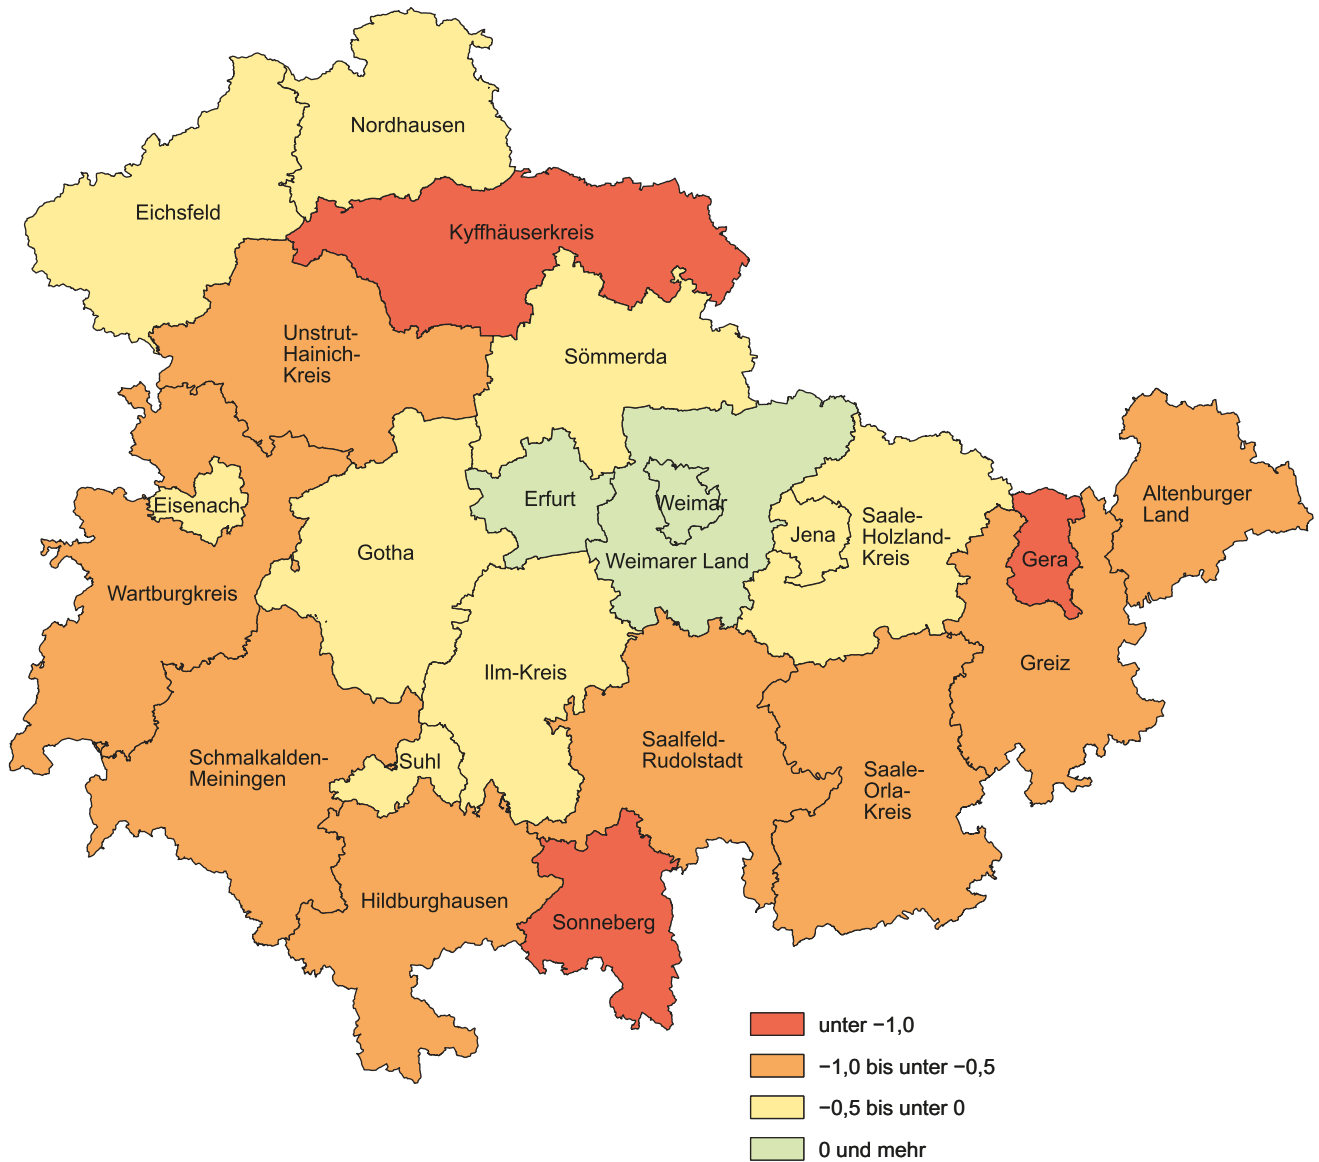 Nordhausen
Eichsfeld
Kyffhäuserkreis
Unstrut-
Hainich-
Kreis
Sömmerda
Eisenach
Erfurt
Weimar
Altenburger
Land
Saale-
Holzland-
Kreis
Jena
Gotha
Weimarer Land
Gera
Wartburgkreis
Ilm-Kreis
Greiz
Schmalkalden-
Meiningen
Suhl
Saalfeld-
Rudolstadt
Saale-
Orla-
Kreis
Hildburghausen
Sonneberg
unter −1,0
−1,0 bis unter −0,5
−0,5 bis unter 0
0 und mehr